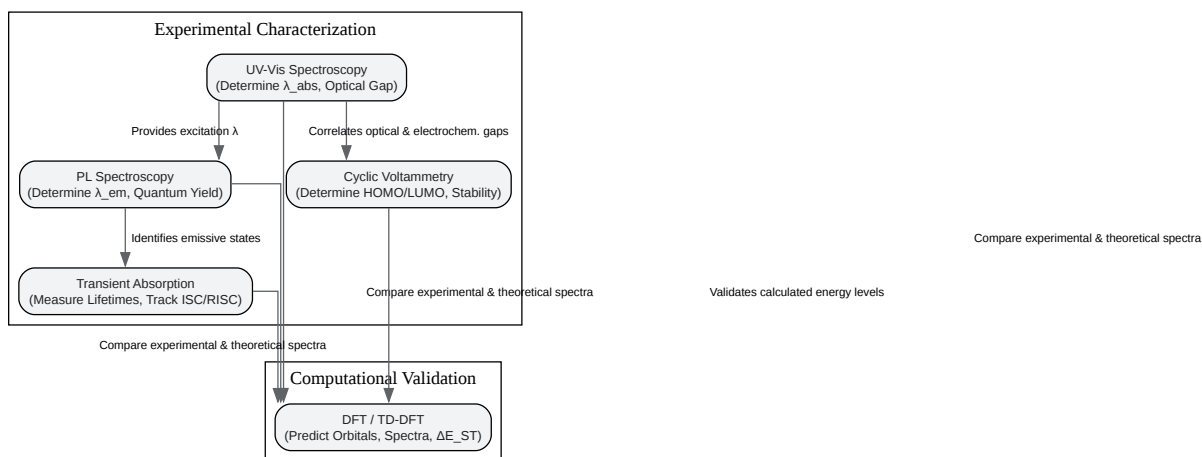 Experimental Characterization
UV-Vis Spectroscopy
(Determine λ_abs, Optical Gap)
Provides excitation λ
Correlates optical & electrochem. gaps
PL Spectroscopy
(Determine λ_em, Quantum Yield)
Cyclic Voltammetry
(Determine HOMO/LUMO, Stability)
Identifies emissive states
Compare experimental & theoretical spectra
Transient Absorption
(Measure Lifetimes, Track ISC/RISC)
Compare experimental & theoretical spectra
Validates calculated energy levels
Compare experimental & theoretical spectra
Computational Validation
DFT / TD-DFT
(Predict Orbitals, Spectra, ΔE_ST)